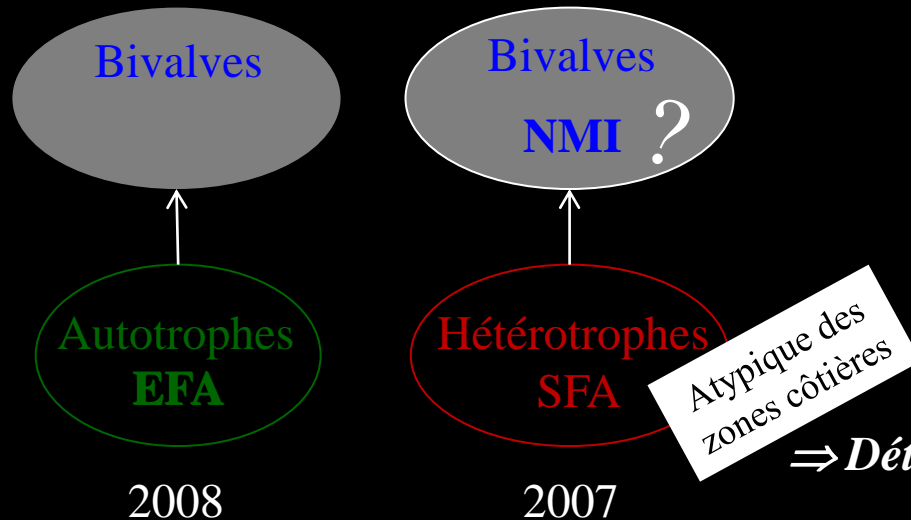 Bivalves
Bivalves
NMI ?
Autotrophes
EFA
Hétérotrophes
SFA
Atypique des
zones côtières
⇒ Dét
2008
2007